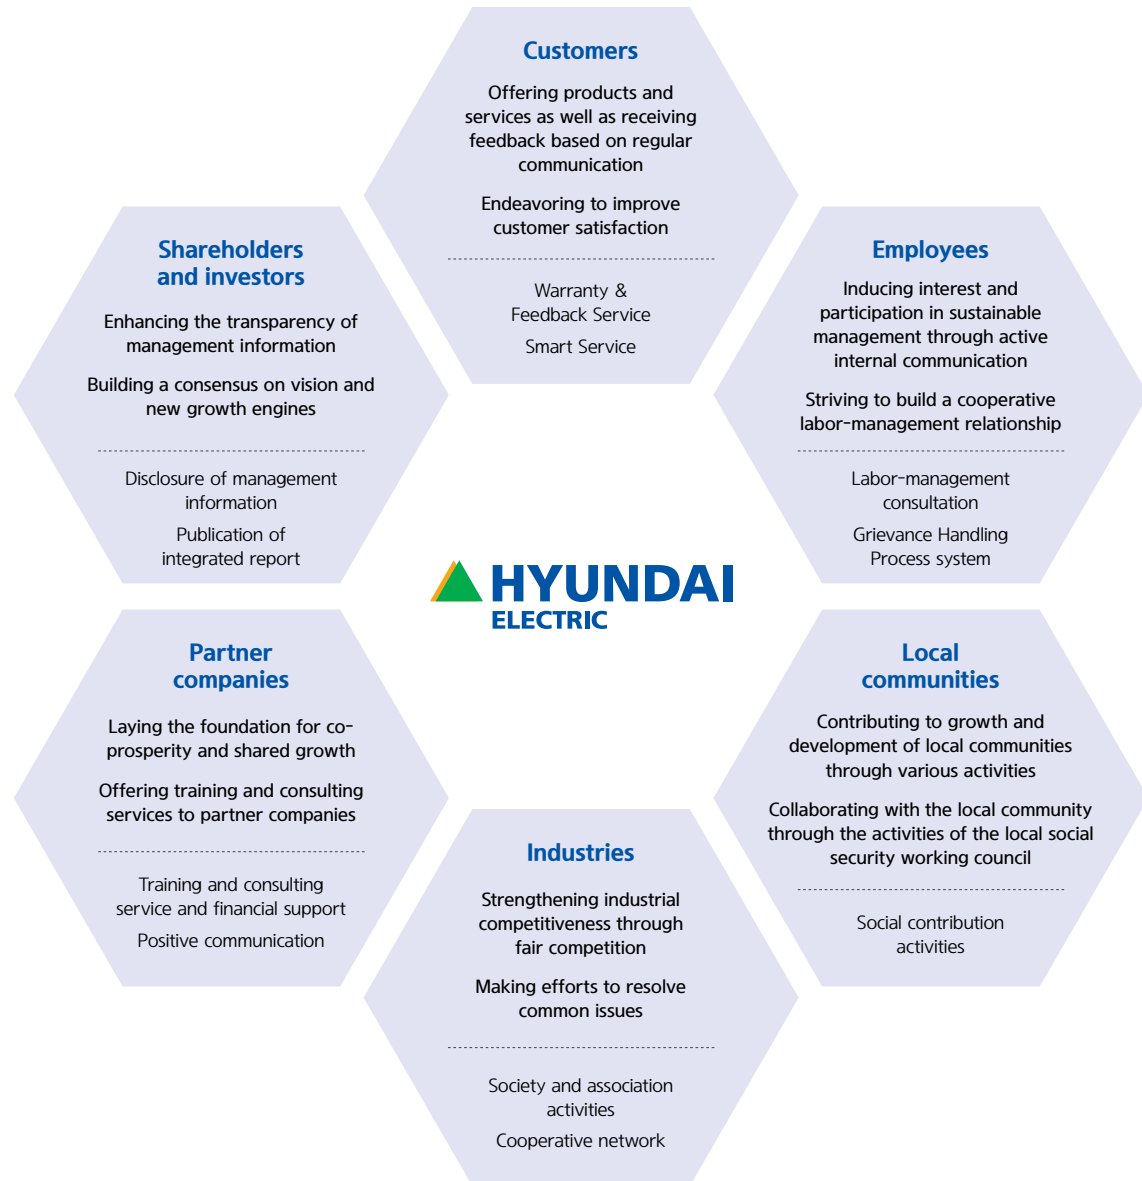 Customers
Offering products and
services as well as receiving
feedback based on regular
communication
Endeavoring to improve
customer satisfaction
Warranty &
Feedback Service
Smart Service
Shareholders
and investors
Enhancing the transparency of
management information
Building a consensus on vision and
new growth engines
Disclosure of management
information
Publication of
integrated report
Employees
Inducing interest and
participation in sustainable
management through active
internal communication
Striving to build a cooperative
labor-management relationship
Labor-management
consultation
Grievance Handling
Process system
HYUNDAI
ELECTRIC
Partner
companies
Laying the foundation for co-
prosperity and shared growth
Offering training and consulting
services to partner companies
Training and consulting
service and financial support
Positive communication
Local
communities
Contributing to growth and
development of local communities
through various activities
Collaborating with the local community
through the activities of the local social
security working council
Social contribution
activities
Industries
Strengthening industrial
competitiveness through
fair competition
Making efforts to resolve
common issues
Society and association
activities
Cooperative network